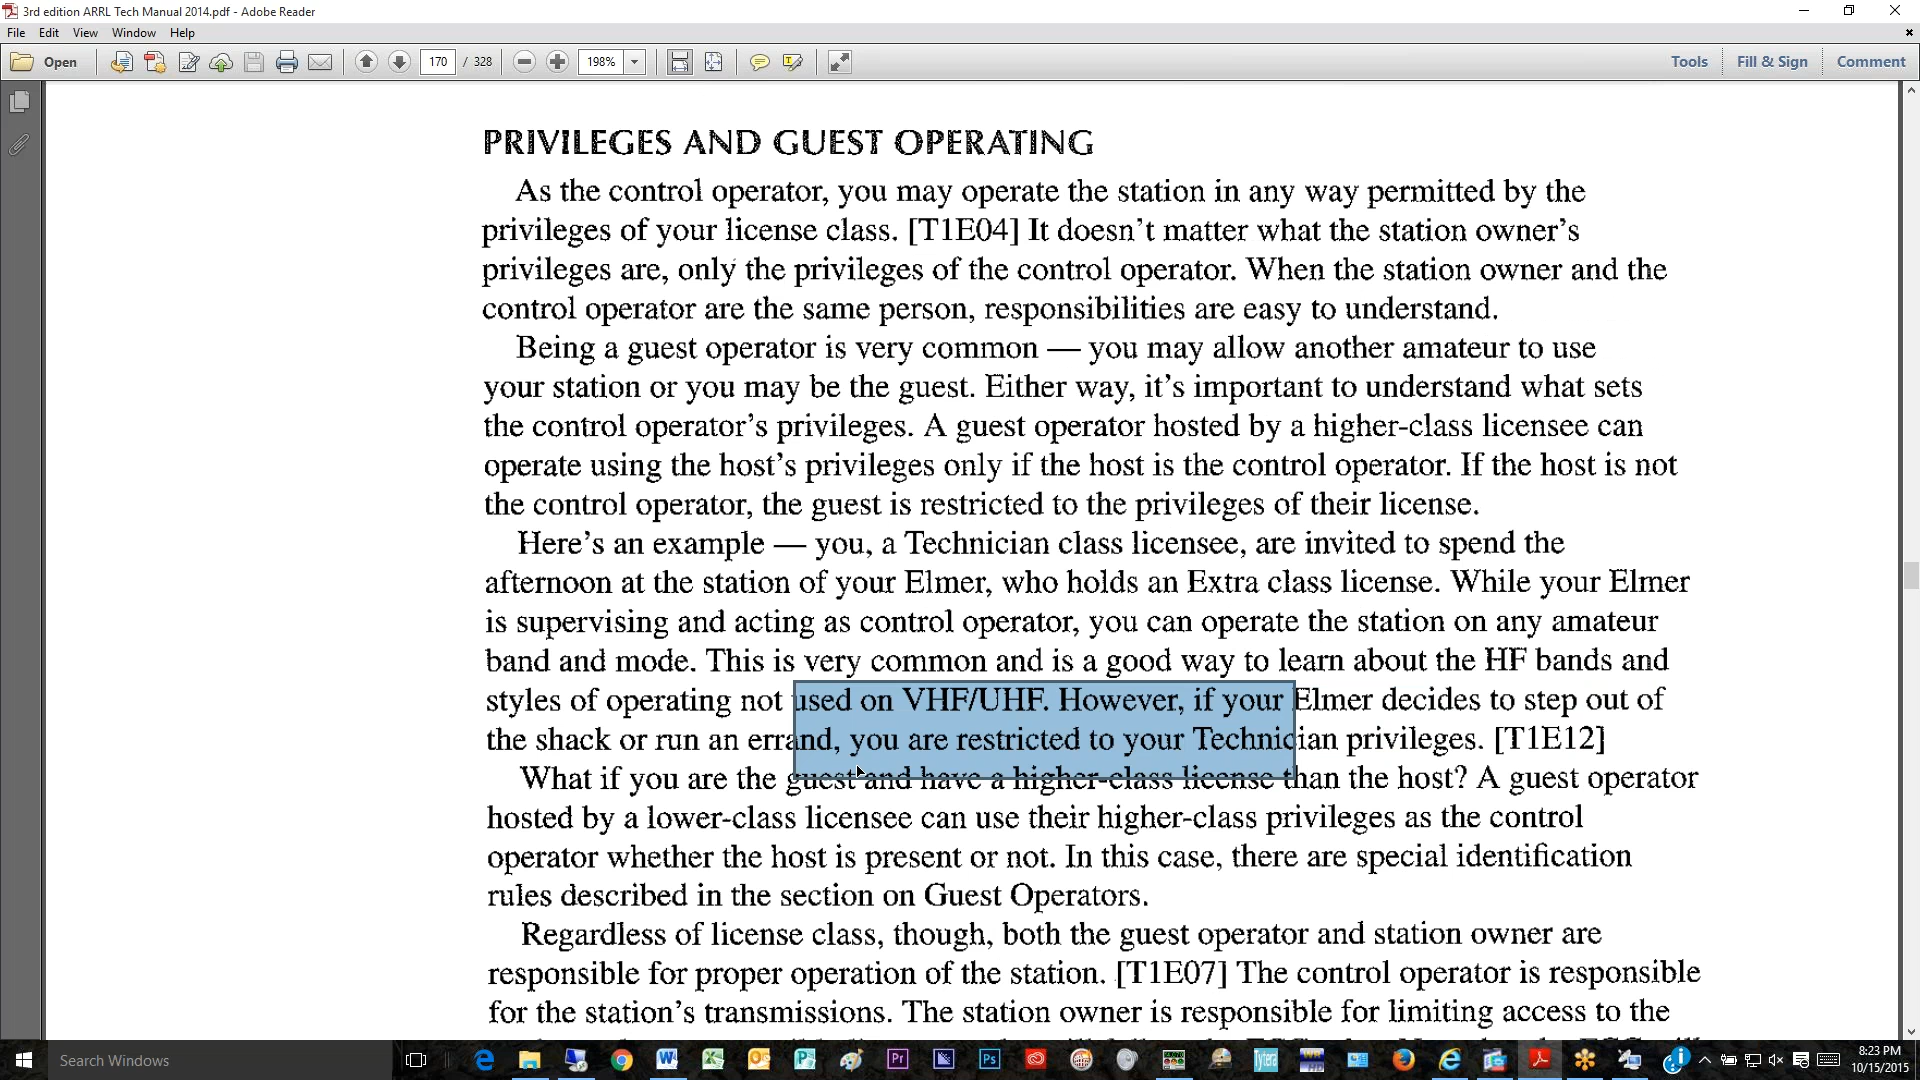 3rd edition ARRL Tech Manual 2014.pdf - Adobe Reader
File Edit View Window Help
Open 170 / 328 198% Tools Fill & Sign Comment
PRIVILEGES AND GUEST OPERATING
As the control operator, you may operate the station in any way permitted by the
privileges of your license class. [T1E04] It doesn't matter what the station owner's
privileges are, only the privileges of the control operator. When the station owner and the
control operator are the same person, responsibilities are easy to understand.
Being a guest operator is very common — you may allow another amateur to use
your station or you may be the guest. Either way, it's important to understand what sets
the control operator's privileges. A guest operator hosted by a higher-class licensee can
operate using the host's privileges only if the host is the control operator. If the host is not
the control operator, the guest is restricted to the privileges of their license.
Here's an example — you, a Technician class licensee, are invited to spend the
afternoon at the station of your Elmer, who holds an Extra class license. While your Elmer
is supervising and acting as control operator, you can operate the station on any amateur
band and mode. This is very common and is a good way to learn about the HF bands and
styles of operating not used on VHF/UHF. However, if your Elmer decides to step out of
the shack or run an errand, you are restricted to your Technician privileges. [T1E12]
What if you are the guest and have a higher-class license than the host? A guest operator
hosted by a lower-class licensee can use their higher-class privileges as the control
operator whether the host is present or not. In this case, there are special identification
rules described in the section on Guest Operators.
Regardless of license class, though, both the guest operator and station owner are
responsible for proper operation of the station. [T1E07] The control operator is responsible
for the station's transmissions. The station owner is responsible for limiting access to the
Search Windows
8:23 PM
10/15/2015